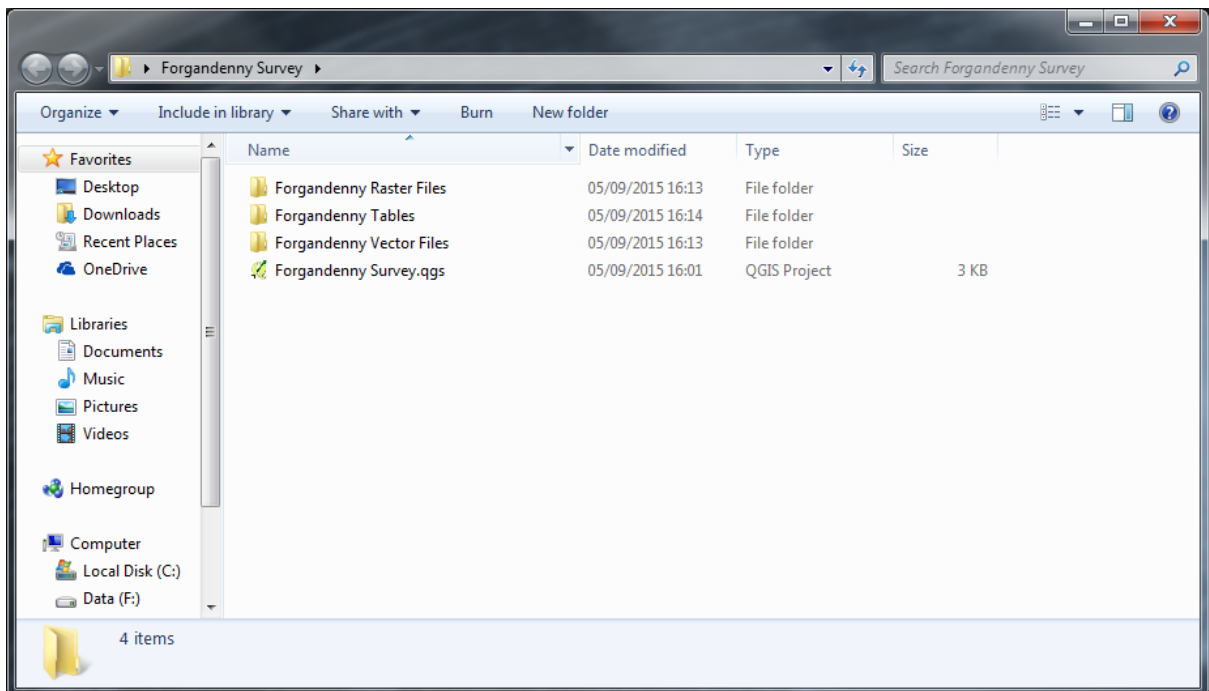 Forgandenny Survey
Search Forgandenny Survey
Organize Include in library Share with Burn New folder
Favorites
Desktop
Downloads
Recent Places
OneDrive
Libraries
Documents
Music
Pictures
Videos
Homegroup
Computer
Local Disk (C:)
Data (F:)
Name Date modified Type Size
Forgandenny Raster Files 05/09/2015 16:13 File folder
Forgandenny Tables 05/09/2015 16:14 File folder
Forgandenny Vector Files 05/09/2015 16:13 File folder
Forgandenny Survey.qgs 05/09/2015 16:01 QGIS Project 3 KB
4 items